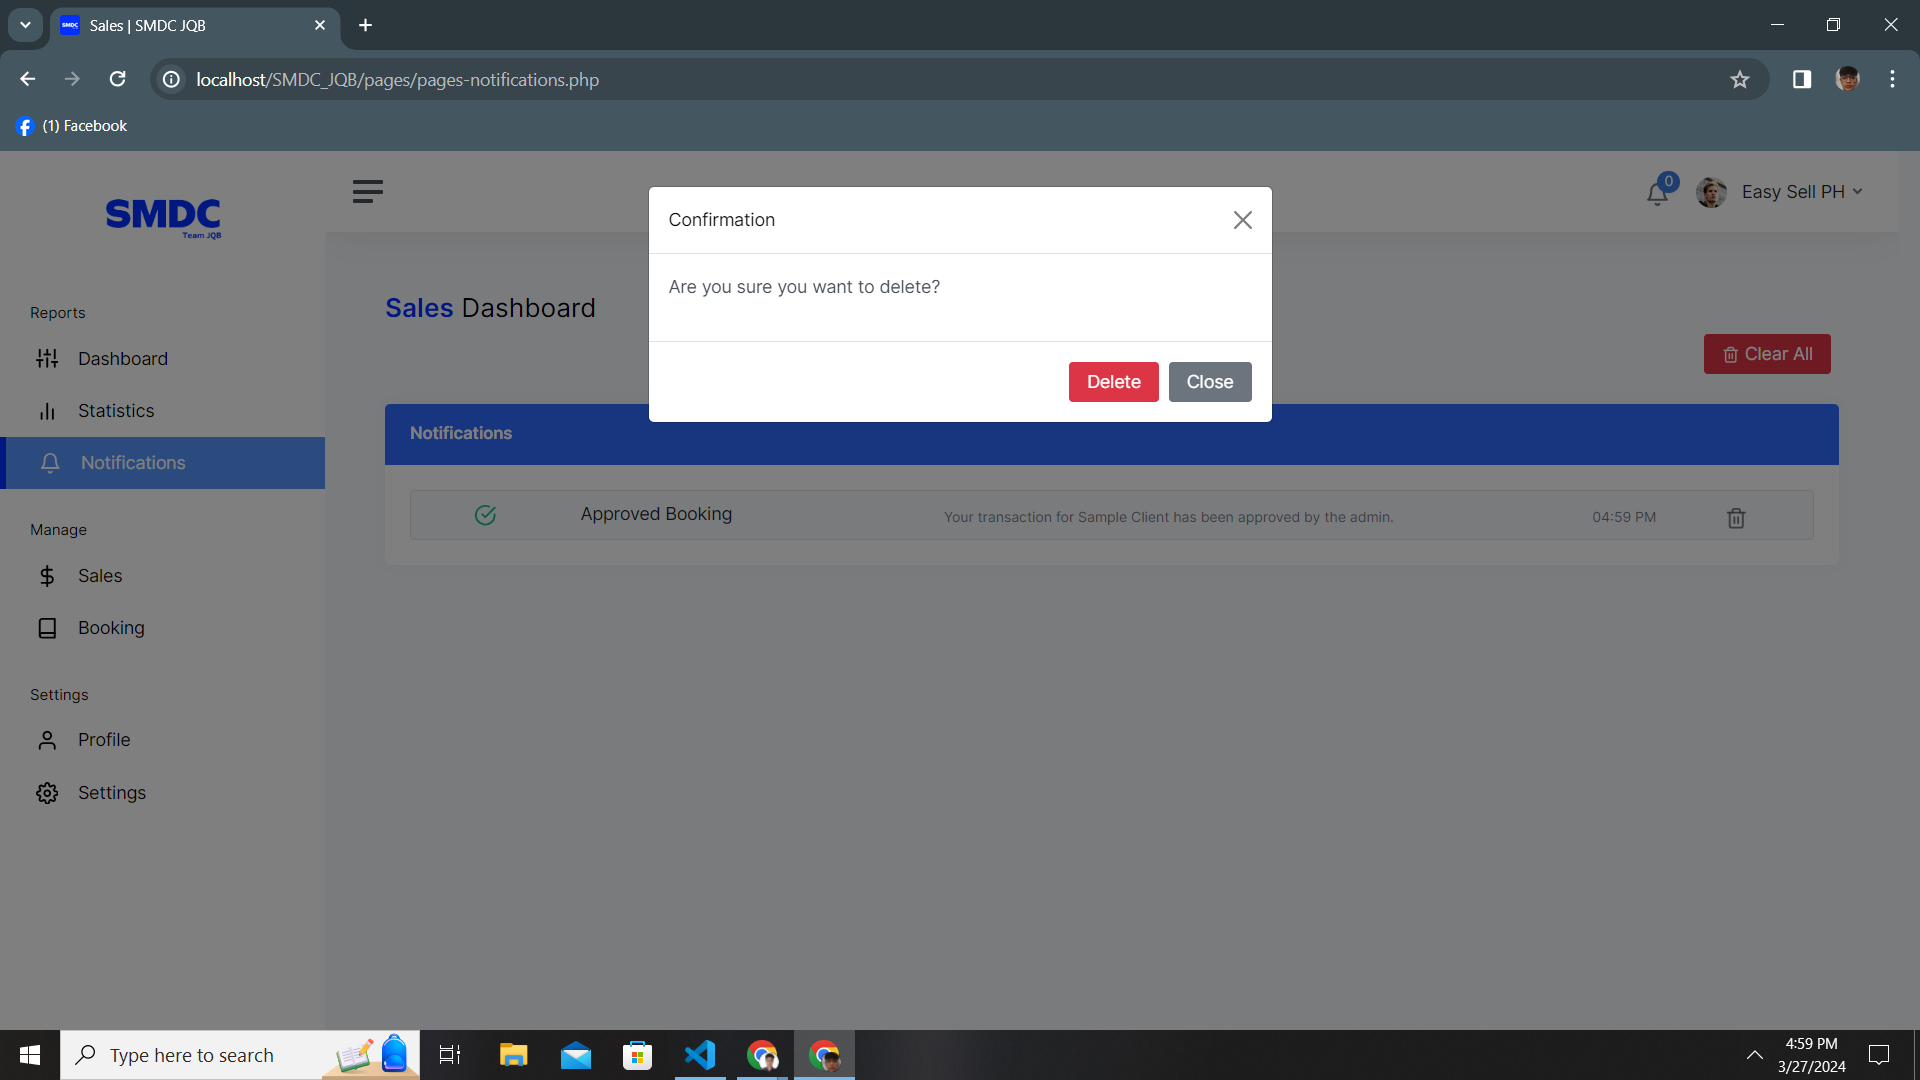 Sales | SMDC JQB
localhost/SMDC_JQB/pages/pages-notifications.php
(1) Facebook
SMDC
Team JQB
0
Easy Sell PH
Reports
Dashboard
Statistics
Notifications
Manage
Sales
Booking
Settings
Profile
Settings
Sales Dashboard
Clear All
Notifications
Approved Booking
Your transaction for Sample Client has been approved by the admin.
04:59 PM
Confirmation
Are you sure you want to delete?
Delete
Close
Type here to search
4:59 PM
3/27/2024